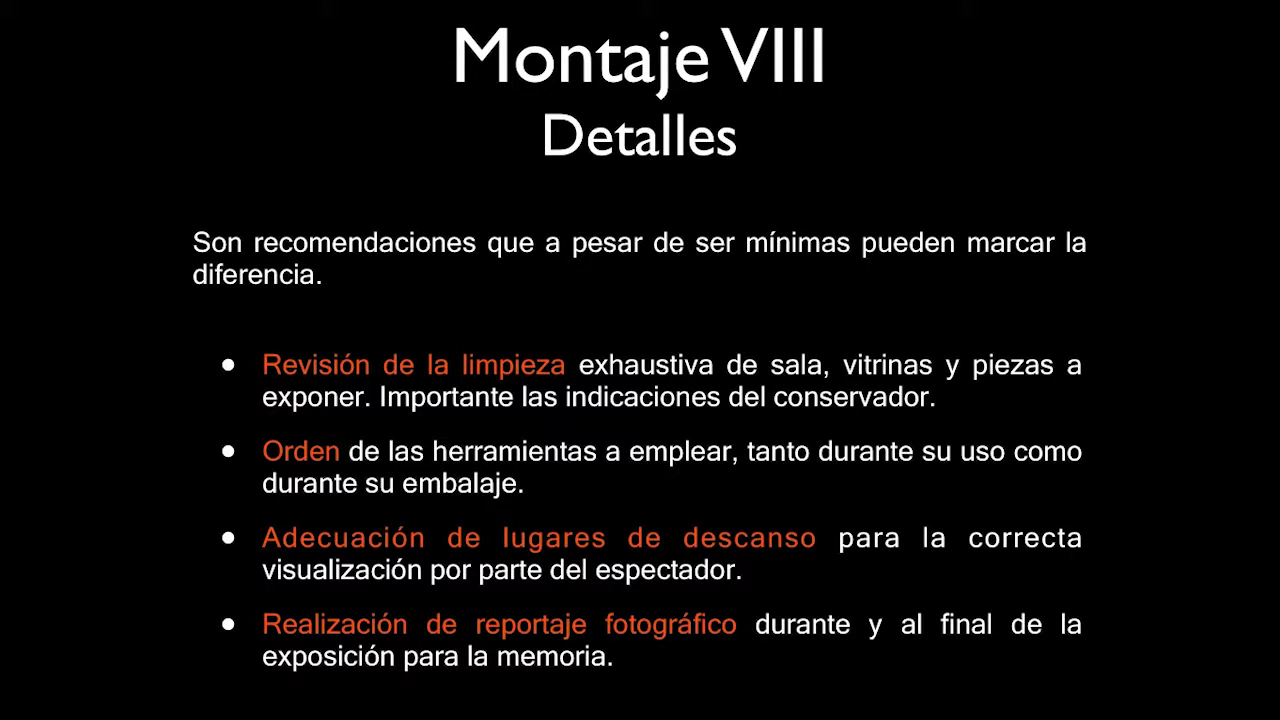 Montaje VIII
Detalles
Son recomendaciones que a pesar de ser mínimas pueden marcar la
diferencia.
● Revisión de la limpieza exhaustiva de sala, vitrinas y piezas a
exponer. Importante las indicaciones del conservador.
● Orden de las herramientas a emplear, tanto durante su uso como
durante su embalaje.
● Adecuación de lugares de descanso para la correcta
visualización por parte del espectador.
● Realización de reportaje fotográfico durante y al final de la
exposición para la memoria.